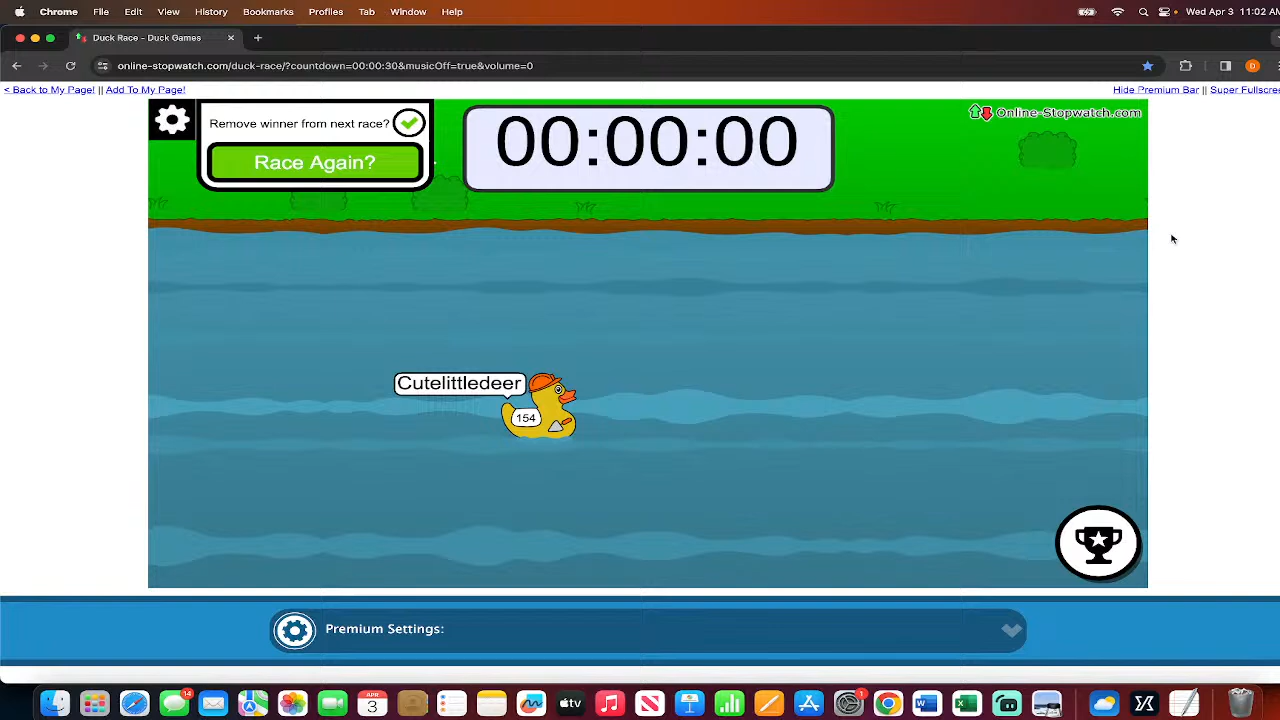 Chrome File Edit View History Bookmarks Profiles Tab Window Help Wed Apr 3 11:02 AM
Duck Race - Duck Games
online-stopwatch.com/duck-race/?countdown=00:00:30&musicOff=true&volume=0
D
< Back to My Page! || Add To My Page! Hide Premium Bar || Super Fullscre
Remove winner from next race?
Race Again?
00:00:00
Online-Stopwatch.com
Cutelittledeer
154
Premium Settings:
14
APR
3
tv
1
W
X